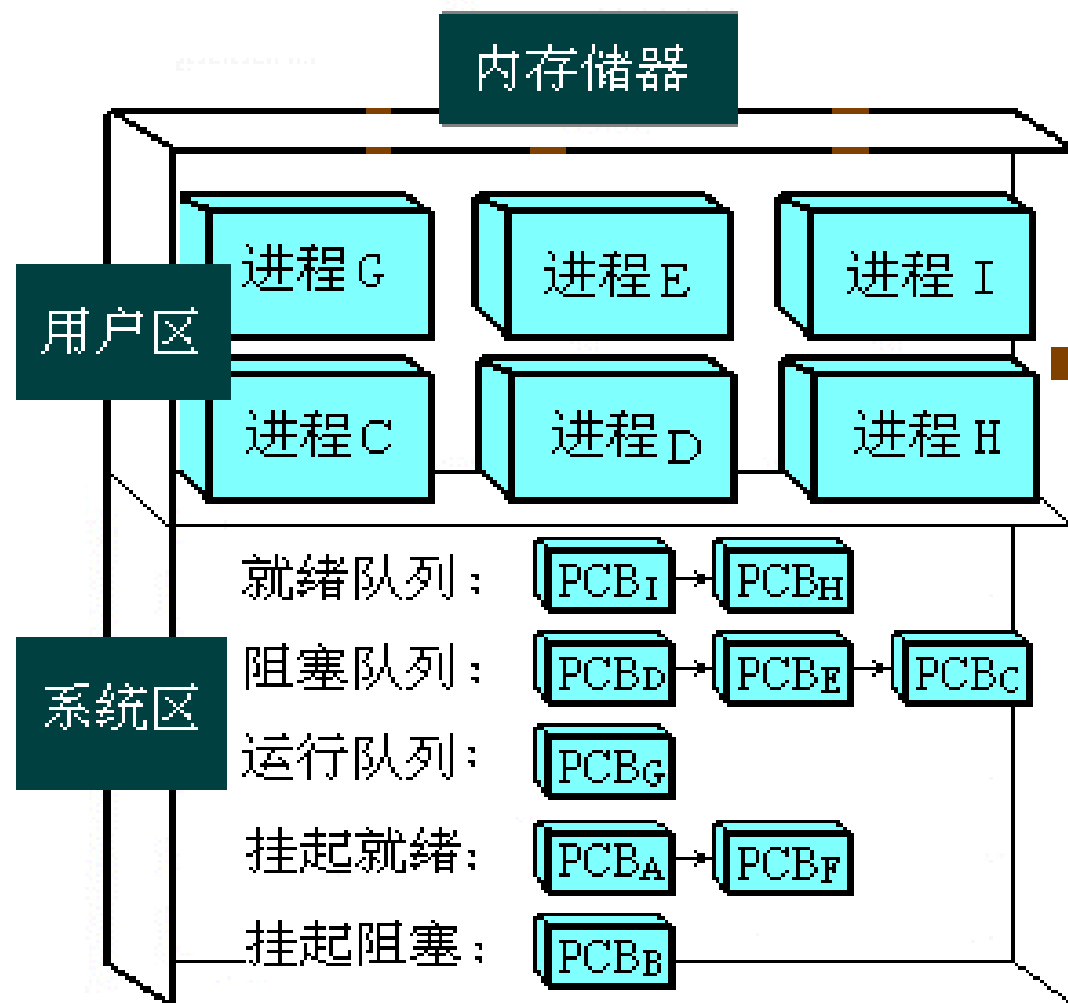 内存储器
进程G 进程E 进程I
用户区
进程C 进程D 进程H
就绪队列： PCBI PCBH
阻塞队列： PCBD PCBE PCBC
系统区
运行队列： PCBG
挂起就绪： PCBA PCBF
挂起阻塞： PCBB